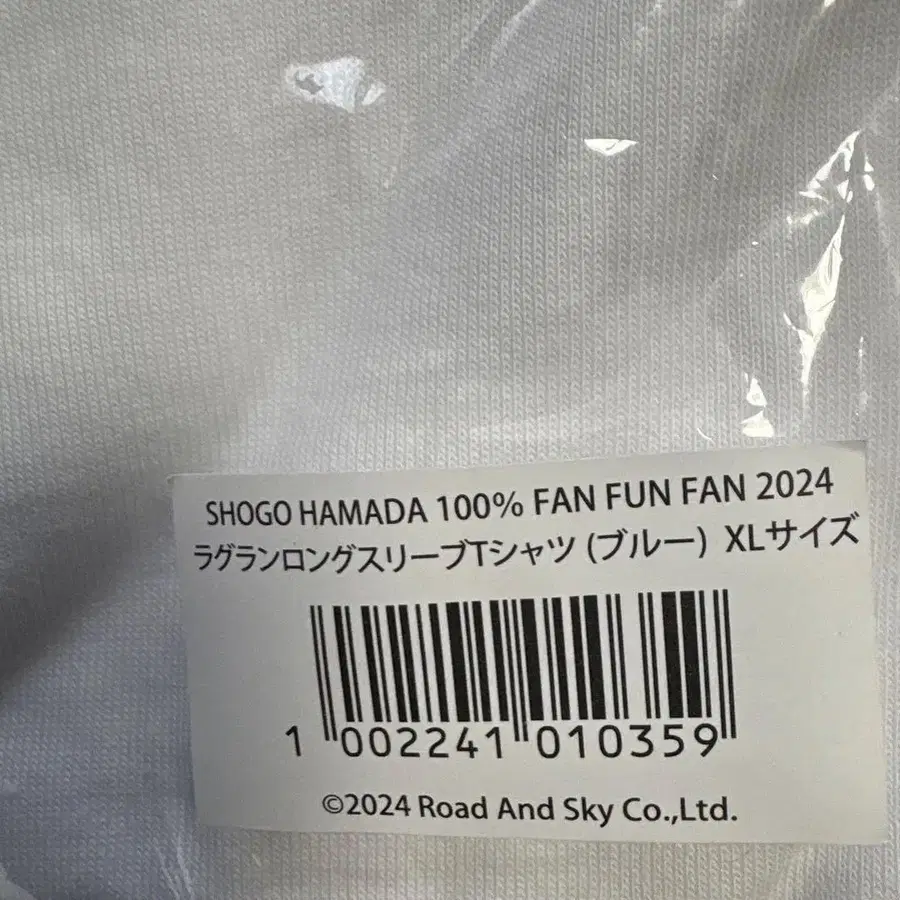 SHOGO HAMADA 100% FAN FUN FAN 2024
ラグランロングスリーブTシャツ (ブルー) XLサイズ
1 002241 010359
©2024 Road And Sky Co.,Ltd.